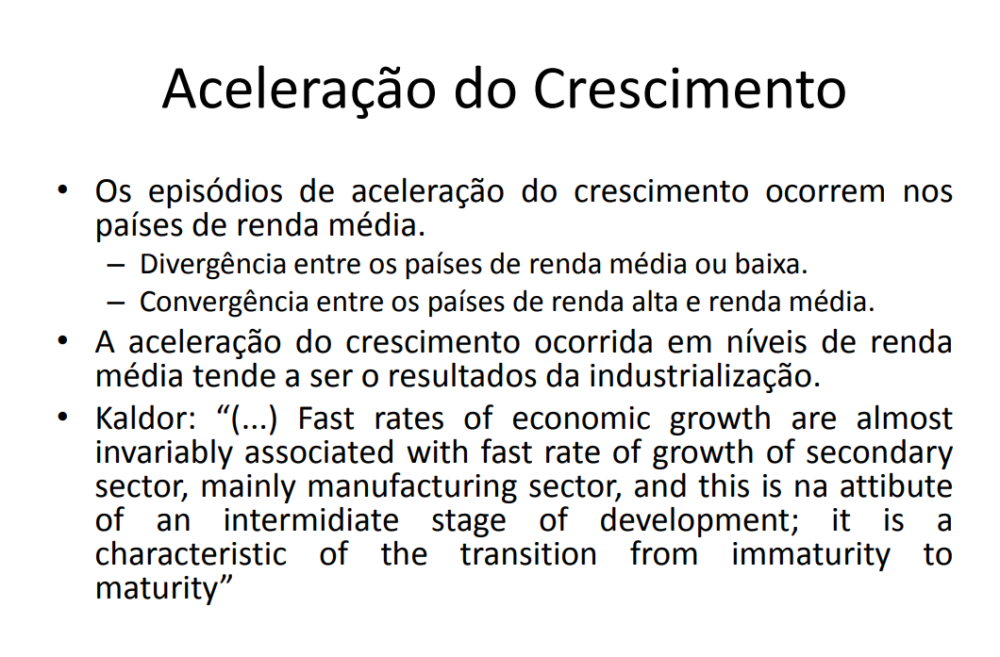 Aceleração do Crescimento
• Os episódios de aceleração do crescimento ocorrem nos
países de renda média.
– Divergência entre os países de renda média ou baixa.
– Convergência entre os países de renda alta e renda média.
• A aceleração do crescimento ocorrida em níveis de renda
média tende a ser o resultados da industrialização.
• Kaldor: “(...) Fast rates of economic growth are almost
invariably associated with fast rate of growth of secondary
sector, mainly manufacturing sector, and this is na attibute
of an intermidiate stage of development; it is a
characteristic of the transition from immaturity to
maturity”